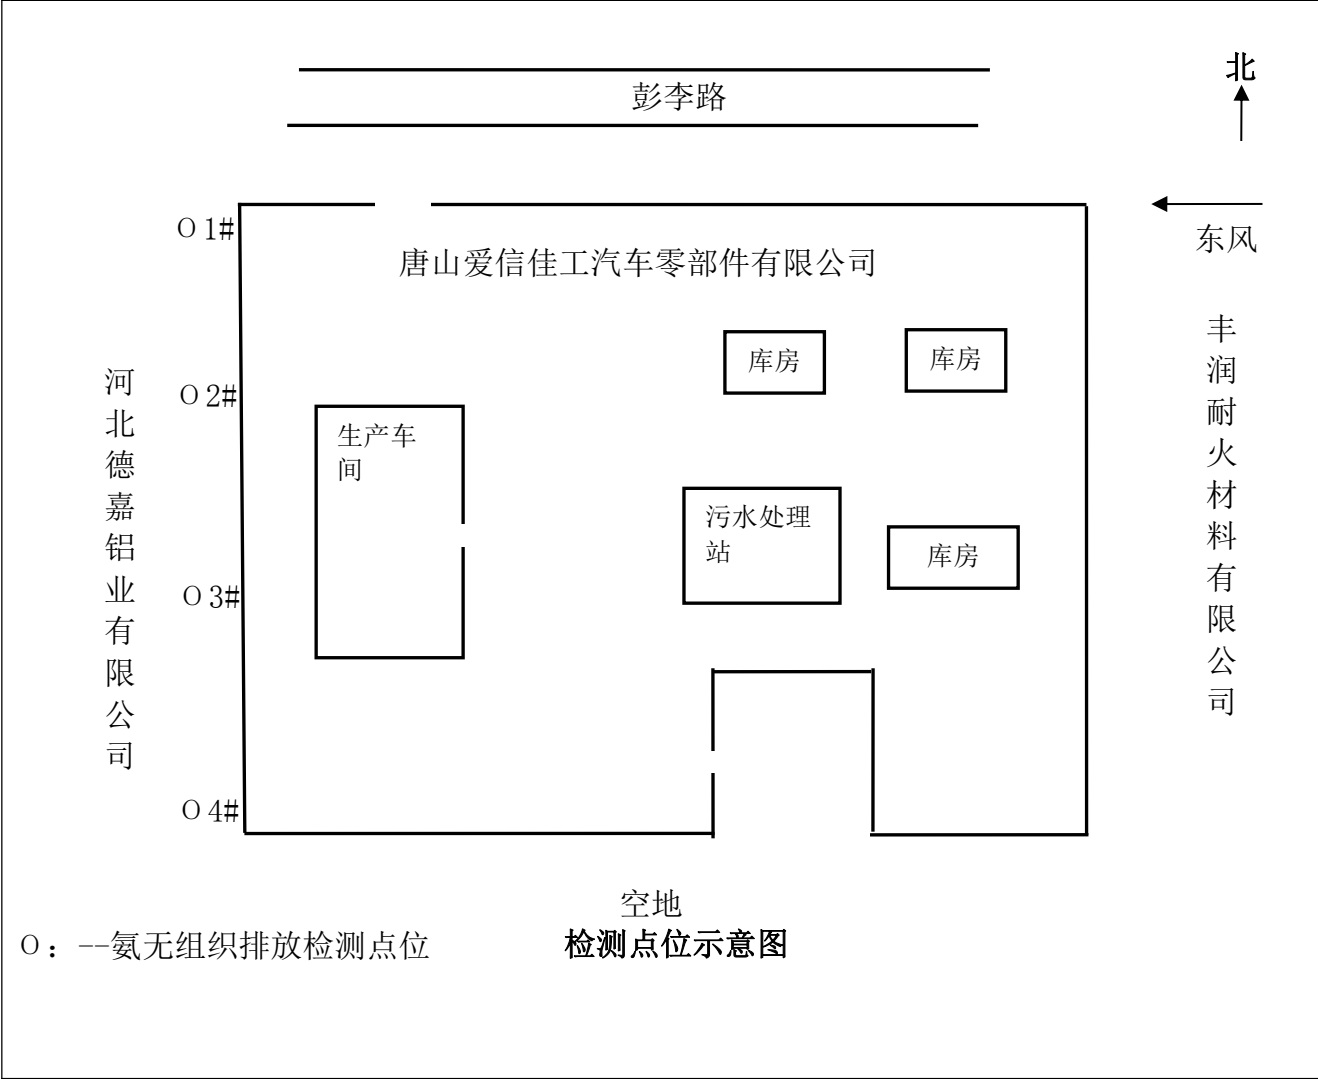 北
彭李路
东风
O 1#
唐山爱信佳工汽车零部件有限公司
库房
库房
O 2#
生产车
间
河北德嘉铝业有限公司
丰润耐火材料有限公司
污水处理
站
库房
O 3#
O 4#
空地
O：--氨无组织排放检测点位
检测点位示意图